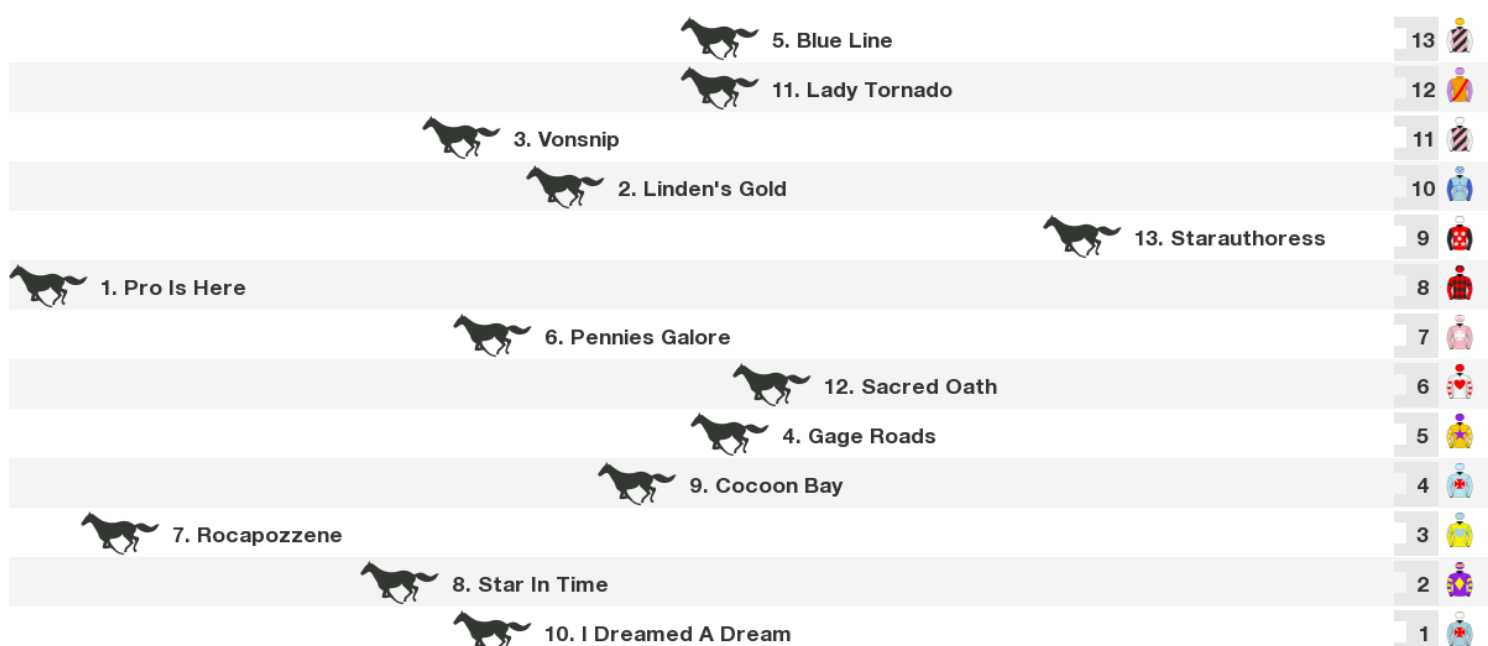 5. Blue Line 13
11. Lady Tornado 12
3. Vonsnip 11
2. Linden's Gold 10
13. Starauthoress 9
1. Pro Is Here 8
6. Pennies Galore 7
12. Sacred Oath 6
4. Gage Roads 5
9. Cocoon Bay 4
7. Rocapozzene 3
8. Star In Time 2
10. I Dreamed A Dream 1